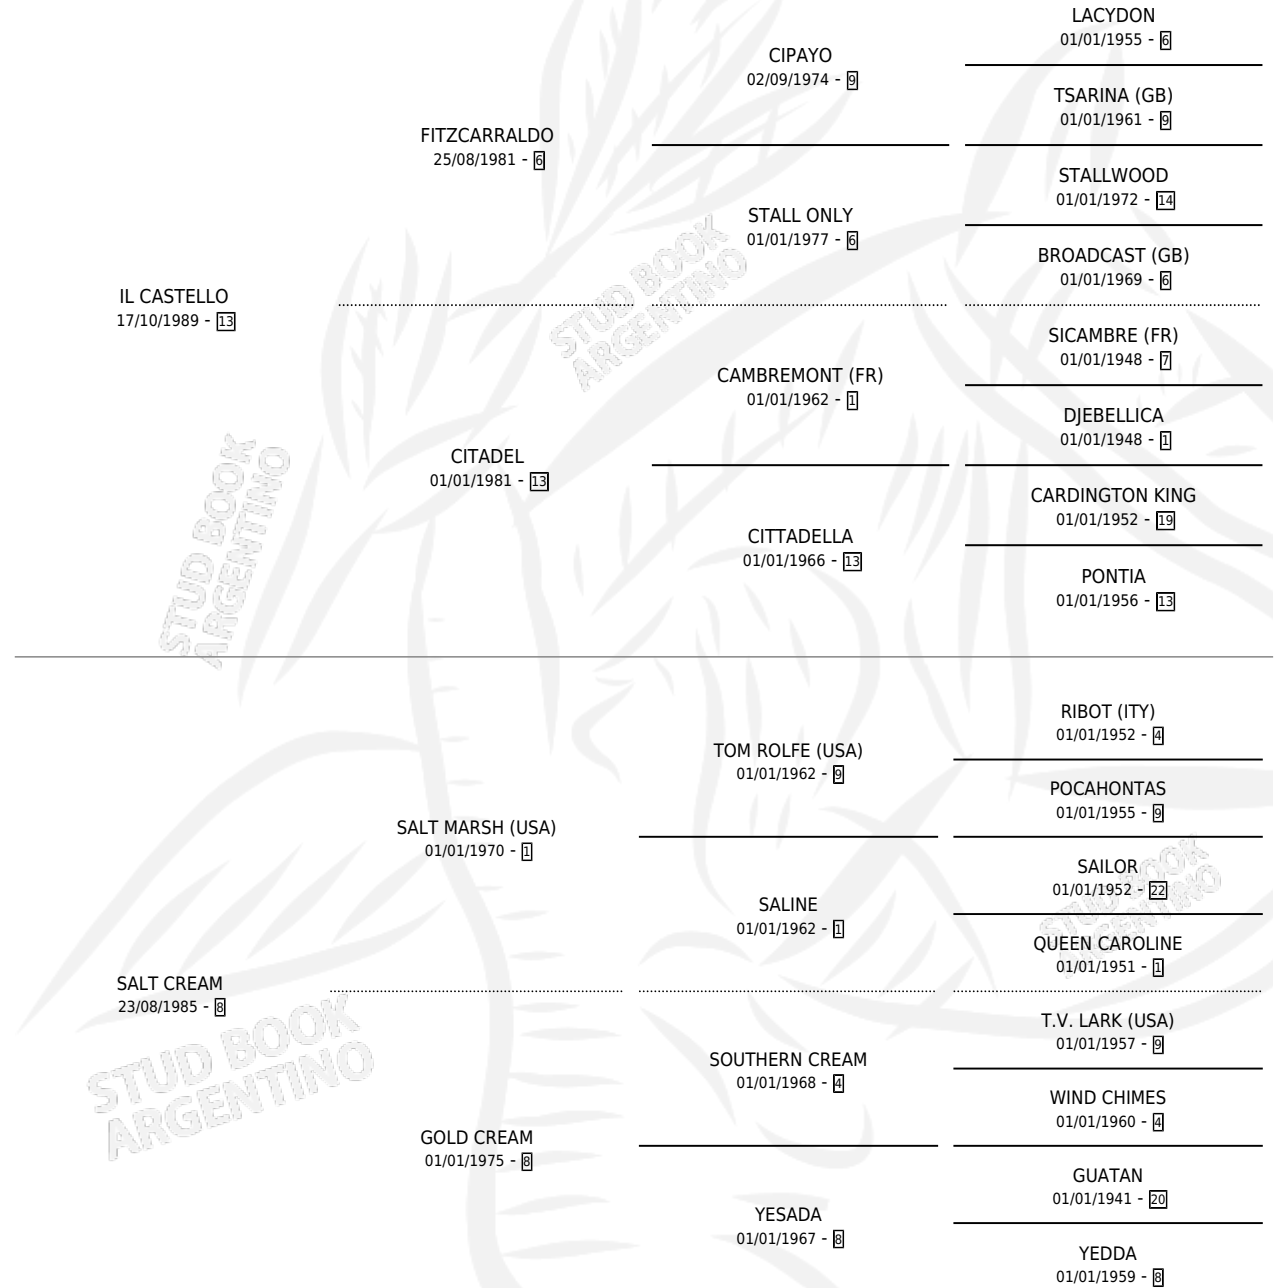 LACYDON
01/01/1955 - 6
CIPAYO
02/09/1974 - 9
TSARINA (GB)
01/01/1961 - 9
FITZCARRALDO
25/08/1981 - 6
STALLWOOD
01/01/1972 - 14
STALL ONLY
01/01/1977 - 6
BROADCAST (GB)
01/01/1969 - 6
IL CASTELLO
17/10/1989 - 13
SICAMBRE (FR)
01/01/1948 - 7
CAMBREMONT (FR)
01/01/1962 - 1
DJEBELLICA
01/01/1948 - 1
CITADEL
01/01/1981 - 13
CARDINGTON KING
01/01/1952 - 19
CITTADELLA
01/01/1966 - 13
PONTIA
01/01/1956 - 13
RIBOT (ITY)
01/01/1952 - 4
TOM ROLFE (USA)
01/01/1962 - 9
POCAHONTAS
01/01/1955 - 9
SALT MARSH (USA)
01/01/1970 - 1
SAILOR
01/01/1952 - 22
SALINE
01/01/1962 - 1
QUEEN CAROLINE
01/01/1951 - 1
SALT CREAM
23/08/1985 - 8
T.V. LARK (USA)
01/01/1957 - 9
SOUTHERN CREAM
01/01/1968 - 4
WIND CHIMES
01/01/1960 - 4
GOLD CREAM
01/01/1975 - 8
GUATAN
01/01/1941 - 20
YESADA
01/01/1967 - 8
YEDDA
01/01/1959 - 8
STUD BOOK
ARGENTINO
STUD BOOK
ARGENTINO
STUD BOOK
ARGENTINO
STUD BOOK
ARGENTINO